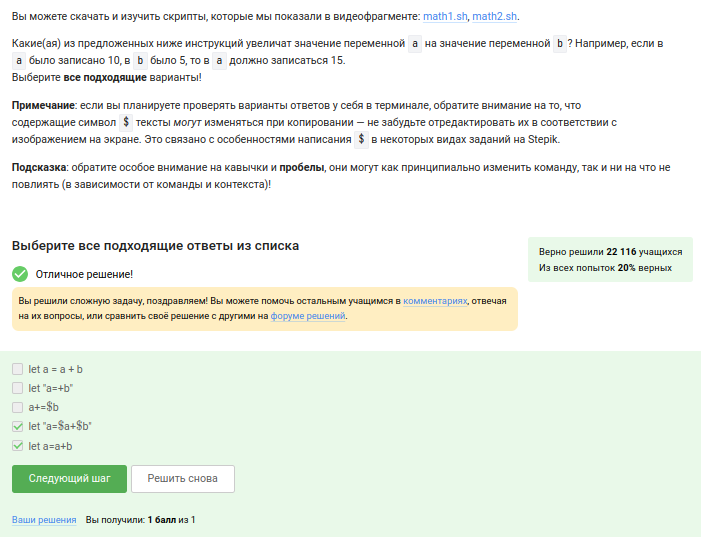 Вы можете скачать и изучить скрипты, которые мы показали в видеофрагменте: math1.sh, math2.sh.
Какие(ая) из предложенных ниже инструкций увеличат значение переменной a на значение переменной b ? Например, если в
a было записано 10, в b было 5, то в a должно записаться 15.
Выберите все подходящие варианты!
Примечание: если вы планируете проверять варианты ответов у себя в терминале, обратите внимание на то, что
содержащие символ $ тексты могут изменяться при копировании — не забудьте отредактировать их в соответствии с
изображением на экране. Это связано с особенностями написания $ в некоторых видах заданий на Stepik.
Подсказка: обратите особое внимание на кавычки и пробелы, они могут как принципиально изменить команду, так и ни на что не
повлиять (в зависимости от команды и контекста)!
Выберите все подходящие ответы из списка
Верно решили 22 116 учащихся
Из всех попыток 20% верных
Отличное решение!
Вы решили сложную задачу, поздравляем! Вы можете помочь остальным учащимся в комментариях, отвечая
на их вопросы, или сравнить своё решение с другими на форуме решений.
let a = a + b
let "a=+b"
a+=$b
let "a=$a+$b"
let a=a+b
Следующий шаг
Решить снова
Ваши решения Вы получили: 1 балл из 1